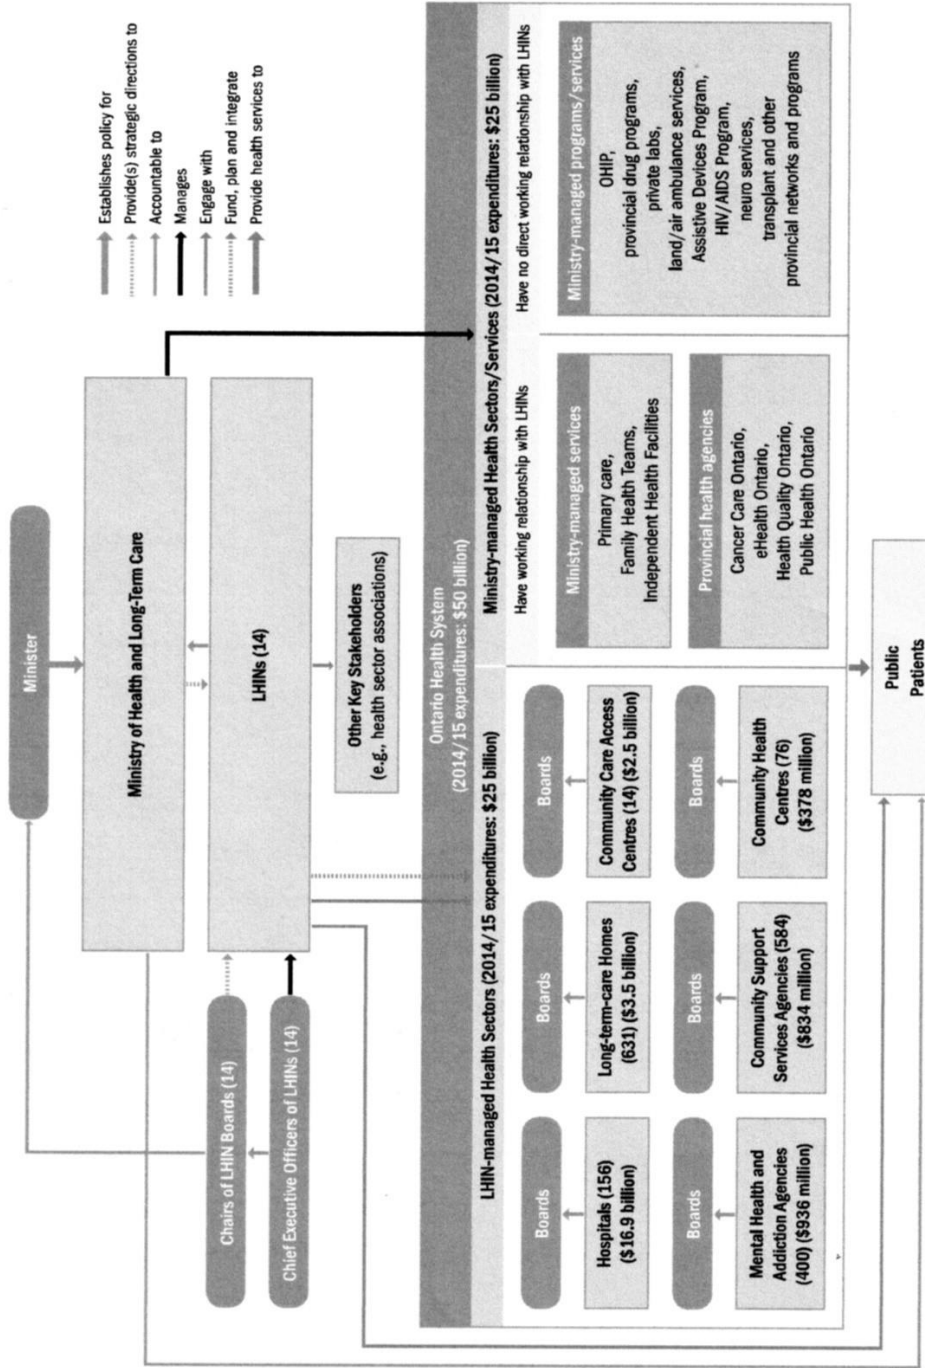 Minister
Ministry of Health and Long-Term Care
LHINs (14)
Chairs of LHIN Boards (14)
Chief Executive Officers of LHINs (14)
Other Key Stakeholders
(e.g., health sector associations)
Establishes policy for
Provide(s) strategic directions to
Accountable to
Manages
Engage with
Fund, plan and integrate
Provide health services to
Ontario Health System
(2014/15 expenditures: $50 billion)
LHIN-managed Health Sectors (2014/15 expenditures: $25 billion)
Boards
Hospitals (156)
($16.9 billion)
Boards
Long-term-care Homes
(631) ($3.5 billion)
Boards
Community Care Access
Centres (14) ($2.5 billion)
Boards
Mental Health and
Addiction Agencies
(400) ($936 million)
Boards
Community Support
Services Agencies (584)
($834 million)
Boards
Community Health
Centres (76)
($378 million)
Ministry-managed Health Sectors/Services (2014/15 expenditures: $25 billion)
Have working relationship with LHINs
Ministry-managed services
Primary care,
Family Health Teams,
Independent Health Facilities
Provincial health agencies
Cancer Care Ontario,
eHealth Ontario,
Health Quality Ontario,
Public Health Ontario
Have no direct working relationship with LHINs
Ministry-managed programs/services
OHIP,
provincial drug programs,
private labs,
land/air ambulance services,
Assistive Devices Program,
HIV/AIDS Program,
neuro services,
transplant and other
provincial networks and programs
Public
Patients